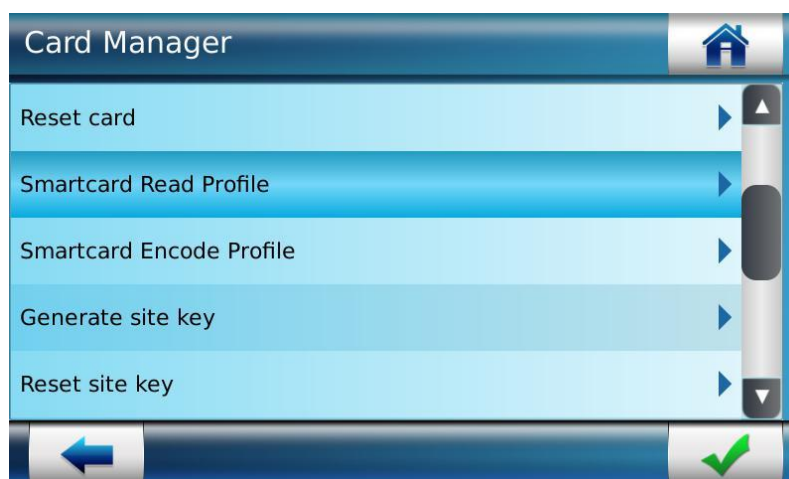 Card Manager
Reset card
Smartcard Read Profile
Smartcard Encode Profile
Generate site key
Reset site key